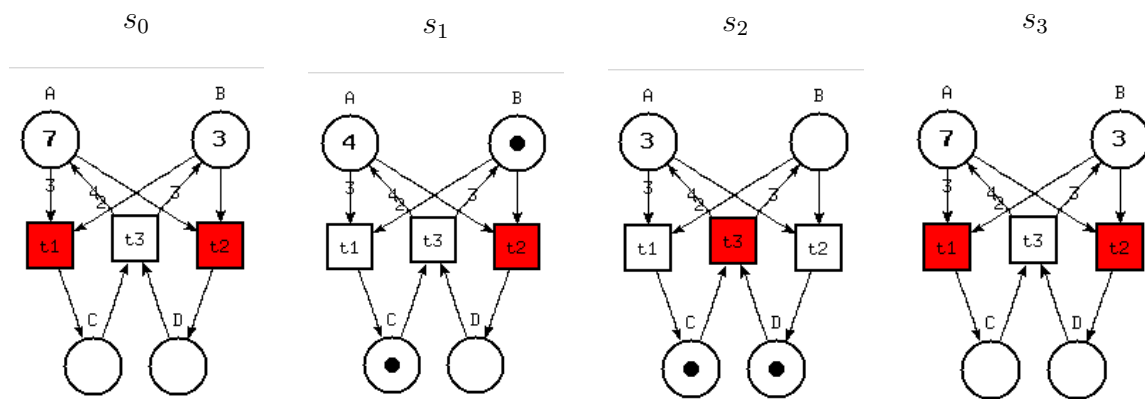 s₀ s₁ s₂ s₃
A B A B A B A B
7 3 4 3 7 3
3 4 2 3 3 4 2 3 3 4 2 3 3 4 2 3
t1 t3 t2 t1 t3 t2 t1 t3 t2 t1 t3 t2
C D C D C D C D